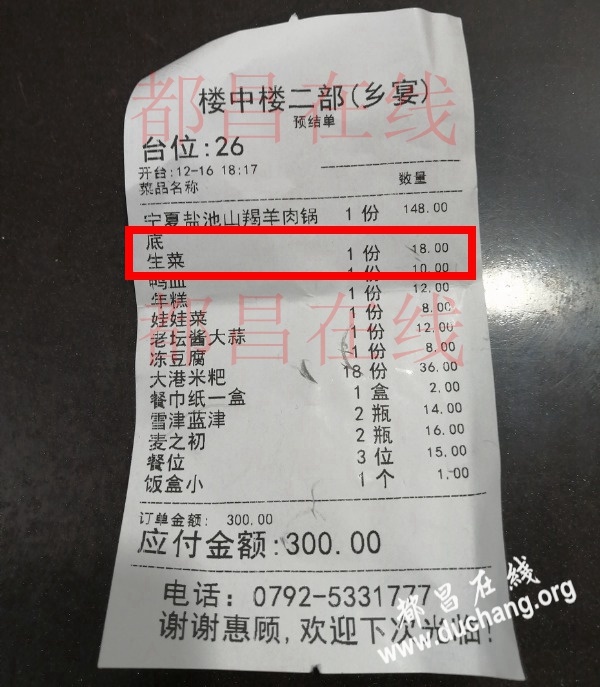 楼中楼二部(乡宴)
预结单
台位:26
开台:12-16 18:17
菜品名称 数量
宁夏盐池山羯羊肉锅底 1 份 148.00
生菜 1 份 18.00
鸭血 1 份 10.00
年糕 1 份 12.00
娃娃菜 1 份 8.00
老坛酱大蒜 1 份 12.00
冻豆腐 1 份 8.00
大港米粑 18 份 36.00
餐巾纸一盒 1 盒 2.00
雪津蓝津 2 瓶 14.00
麦之初 2 瓶 16.00
餐位 3 位 15.00
饭盒小 1 个 1.00
订单金额: 300.00
应付金额:300.00
电话: 0792-5331777
谢谢惠顾,欢迎下次光临!
都昌在线
都昌在线
都昌在线
www.duchang.org